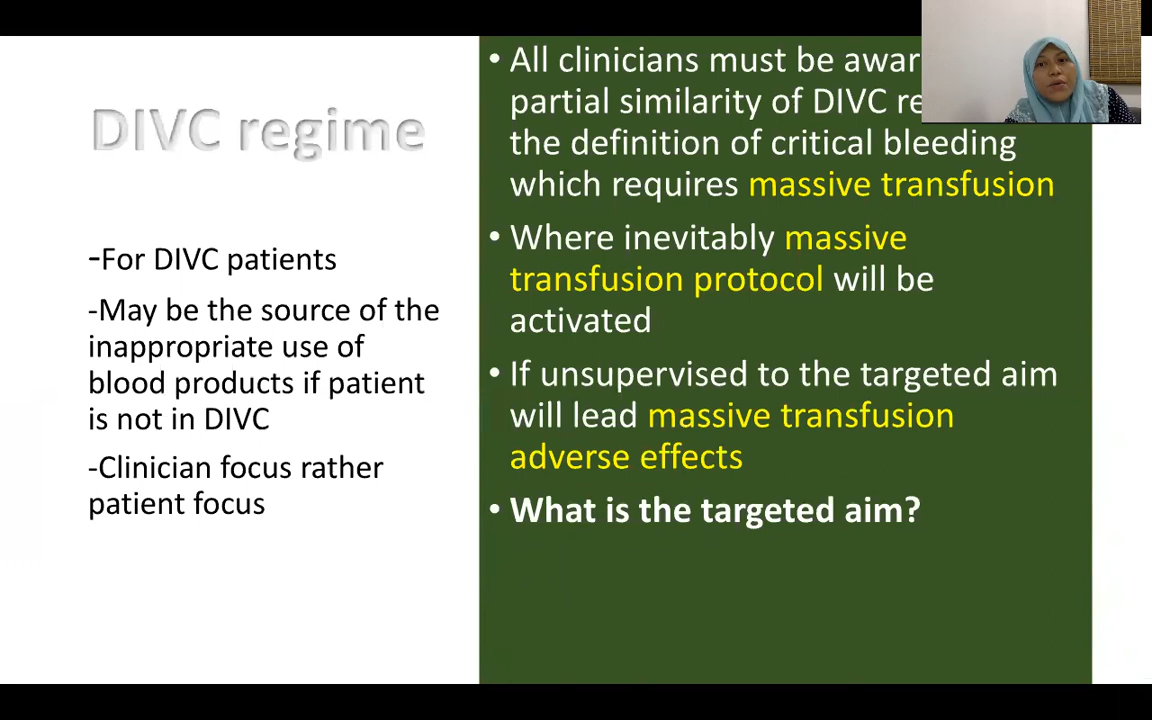 DIVC regime
-For DIVC patients
-May be the source of the
inappropriate use of
blood products if patient
is not in DIVC
-Clinician focus rather
patient focus
• All clinicians must be
partial similarity of DIVC
the definition of critical bleeding
which requires massive transfusion
• Where inevitably massive
transfusion protocol will be
activated
• If unsupervised to the targeted aim
will lead massive transfusion
adverse effects
• What is the targeted aim?